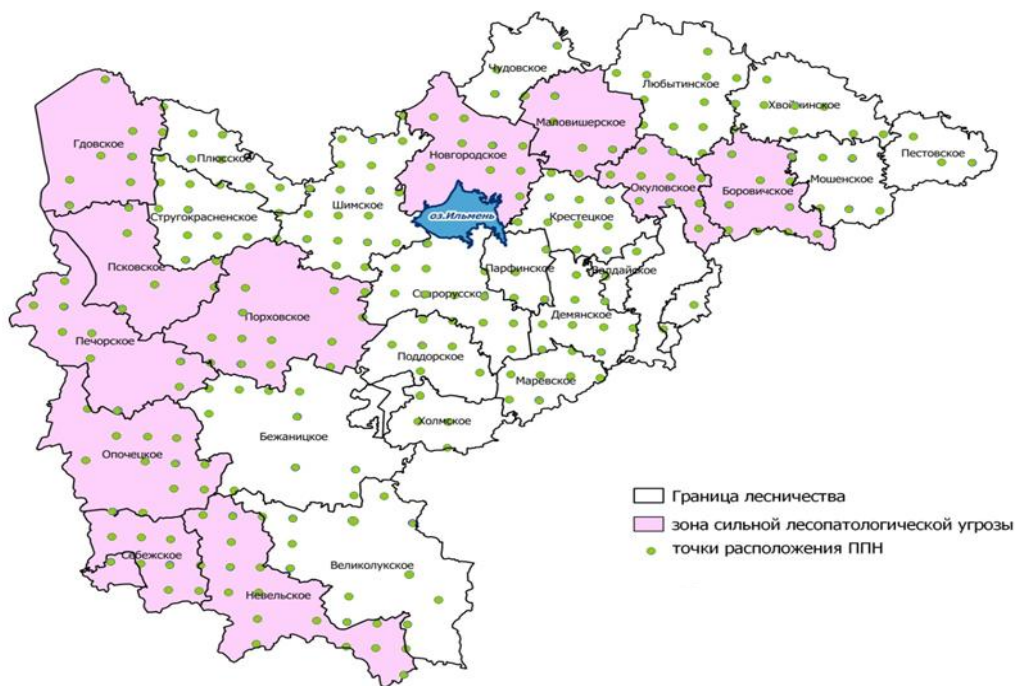 Чудовское
Любытинское
Хвойнинское
Гдовское
Маловишерское
Плюсское
Новгородское
Пестовское
Мошенское
Окуловское
Боровичское
Шимское
Стругокрасненское
оз.Ильмень
Крестецкое
Псковское
Парфинское
Валдайское
Старорусское
Порховское
Демянское
Печорское
Поддорское
Маревское
Холмское
Бежаницкое
Опочецкое
Граница лесничества
зона сильной лесопатологической угрозы
точки расположения ППН
Себежское
Великолукское
Невельское